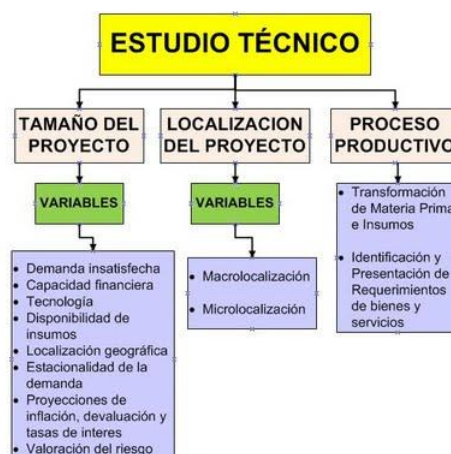 ESTUDIO TÉCNICO
TAMAÑO DEL
PROYECTO
LOCALIZACION
DEL PROYECTO
PROCESO
PRODUCTIVO
VARIABLES
VARIABLES
• Transformación
de Materia Prima
e Insumos
• Identificación y
Presentación de
Requerimientos
de bienes y
servicios
• Demanda insatisfecha
• Capacidad financiera
• Tecnología
• Disponibilidad de
insumos
• Localización geográfica
• Estacionalidad de la
demanda
• Proyecciones de
inflación, devaluación y
tasas de interes
• Valoración del riesgo
• Macrolocalización
• Microlocalización